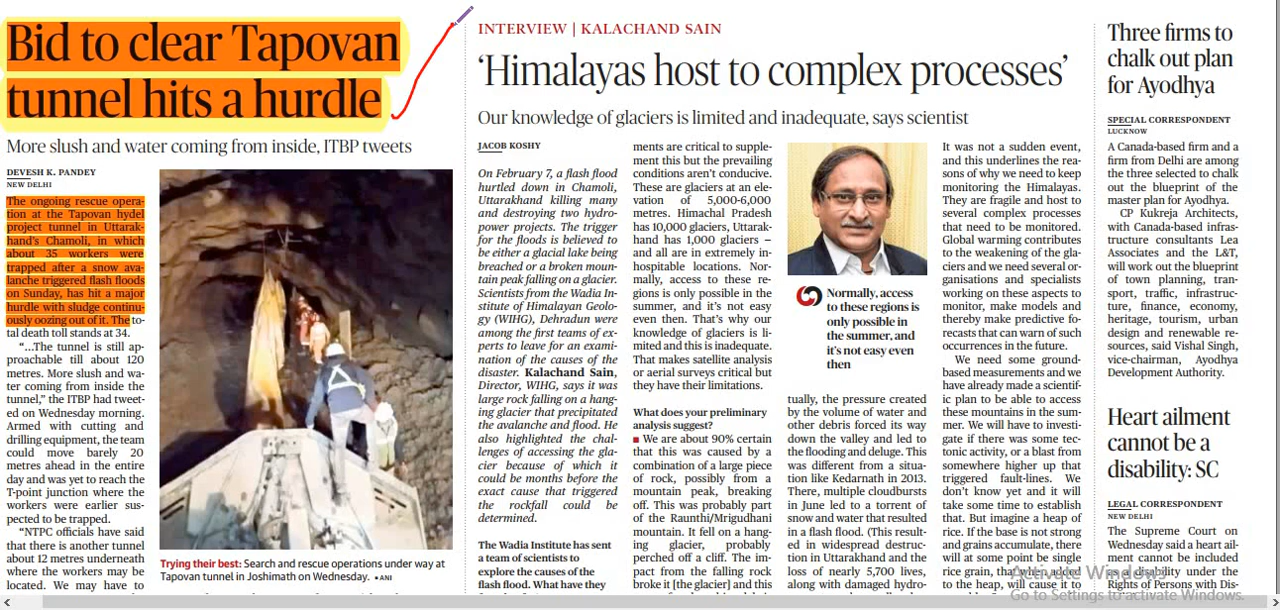 Bid to clear Tapovan
tunnel hits a hurdle
More slush and water coming from inside, ITBP tweets
DEVESH K. PANDEY
NEW DELHI
The ongoing rescue opera-
tion at the Tapovan hydel
project tunnel in Uttarak-
hand's Chamoli, in which
about 35 workers were
trapped after a snow ava-
lanche triggered flash floods
on Sunday, has hit a major
hurdle with sludge continu-
ously oozing out of it. The to-
tal death toll stands at 34.
“...The tunnel is still ap-
proachable till about 120
metres. More slush and wa-
ter coming from inside the
tunnel,” the ITBP had tweet-
ed on Wednesday morning.
Armed with cutting and
drilling equipment, the team
could move barely 20
metres ahead in the entire
day and was yet to reach the
T-point junction where the
workers were earlier sus-
pected to be trapped.
“NTPC officials have said
that there is another tunnel
about 12 metres underneath
where the workers may be
located. We may have to
Trying their best: Search and rescue operations under way at
Tapovan tunnel in Joshimath on Wednesday. • ANI
INTERVIEW | KALACHAND SAIN
‘Himalayas host to complex processes’
Our knowledge of glaciers is limited and inadequate, says scientist
JACOB KOSHY
On February 7, a flash flood
hurtled down in Chamoli,
Uttarakhand killing many
and destroying two hydro-
power projects. The trigger
for the floods is believed to
be either a glacial lake being
breached or a broken moun-
tain peak falling on a glacier.
Scientists from the Wadia In-
stitute of Himalayan Geolo-
gy (WIHG), Dehradun were
among the first teams of ex-
perts to leave for an exami-
nation of the causes of the
disaster. Kalachand Sain,
Director, WIHG, says it was
large rock falling on a hang-
ing glacier that precipitated
the avalanche and flood. He
also highlighted the chal-
lenges of accessing the gla-
cier because of which it
could be months before the
exact cause that triggered
the rockfall could be
determined.
The Wadia Institute has sent
a team of scientists to
explore the causes of the
flash flood. What have they
ments are critical to supple-
ment this but the prevailing
conditions aren't conducive.
These are glaciers at an ele-
vation of 5,000-6,000
metres. Himachal Pradesh
has 10,000 glaciers, Uttarak-
hand has 1,000 glaciers –
and all are in extremely in-
hospitable locations. Nor-
mally, access to these re-
gions is only possible in the
summer, and it's not easy
even then. That's why our
knowledge of glaciers is li-
mited and this is inadequate.
That makes satellite analysis
or aerial surveys critical but
they have their limitations.
What does your preliminary
analysis suggest?
■ We are about 90% certain
that this was caused by a
combination of a large piece
of rock, possibly from a
mountain peak, breaking
off. This was probably part
of the Raunthi/Mrigudhani
mountain. It fell on a hang-
ing glacier, probably
perched off a cliff. The im-
pact from the falling rock
broke it [the glacier] and this
Normally, access
to these regions is
only possible in
the summer, and
it's not easy even
then
tually, the pressure created
by the volume of water and
other debris forced its way
down the valley and led to
the flooding and deluge. This
was different from a situa-
tion like Kedarnath in 2013.
There, multiple cloudbursts
in June led to a torrent of
snow and water that resulted
in a flash flood. (This result-
ed in widespread destruc-
tion in Uttarakhand and the
loss of nearly 5,700 lives,
along with damaged hydro-
It was not a sudden event,
and this underlines the rea-
sons of why we need to keep
monitoring the Himalayas.
They are fragile and host to
several complex processes
that need to be monitored.
Global warming contributes
to the weakening of the gla-
ciers and we need several or-
ganisations and specialists
working on these aspects to
monitor, make models and
thereby make predictive fo-
recasts that can warn of such
occurrences in the future.
We need some ground-
based measurements and we
have already made a scientif-
ic plan to be able to access
these mountains in the sum-
mer. We will have to investi-
gate if there was some tec-
tonic activity, or a blast from
somewhere higher up that
triggered fault-lines. We
don't know yet and it will
take some time to establish
that. But imagine a heap of
rice. If the base is not strong
and grains accumulate, there
will at some point be single
rice grain, that when added
to the heap, will cause it to
Three firms to
chalk out plan
for Ayodhya
SPECIAL CORRESPONDENT
LUCKNOW
A Canada-based firm and a
firm from Delhi are among
the three selected to chalk
out the blueprint of the
master plan for Ayodhya.
CP Kukreja Architects,
with Canada-based infras-
tructure consultants Lea
Associates and the L&T,
will work out the blueprint
of town planning, tran-
sport, traffic, infrastruc-
ture, finance, economy,
heritage, tourism, urban
design and renewable re-
sources, said Vishal Singh,
vice-chairman, Ayodhya
Development Authority.
Heart ailment
cannot be a
disability: SC
LEGAL CORRESPONDENT
NEW DELHI
The Supreme Court on
Wednesday said a heart ail-
ment cannot be included
as a disability under the
Rights of Persons with Dis-
Activate Windows
Go to Settings to activate Windows.